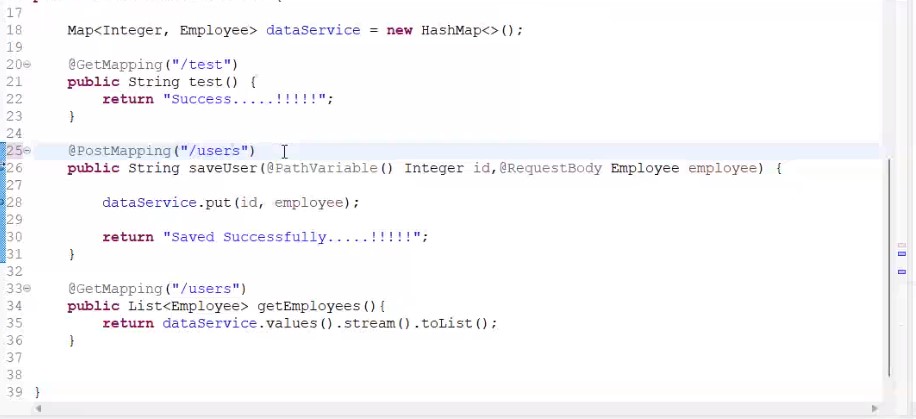 17
18 Map<Integer, Employee> dataService = new HashMap<>();
19
20 @GetMapping("/test")
21 public String test() {
22 return "Success.....!!!!!";
23 }
24
25 @PostMapping("/users")
26 public String saveUser(@PathVariable() Integer id,@RequestBody Employee employee) {
27
28 dataService.put(id, employee);
29
30 return "Saved Successfully.....!!!!!";
31 }
32
33 @GetMapping("/users")
34 public List<Employee> getEmployees(){
35 return dataService.values().stream().toList();
36 }
37
38
39 }